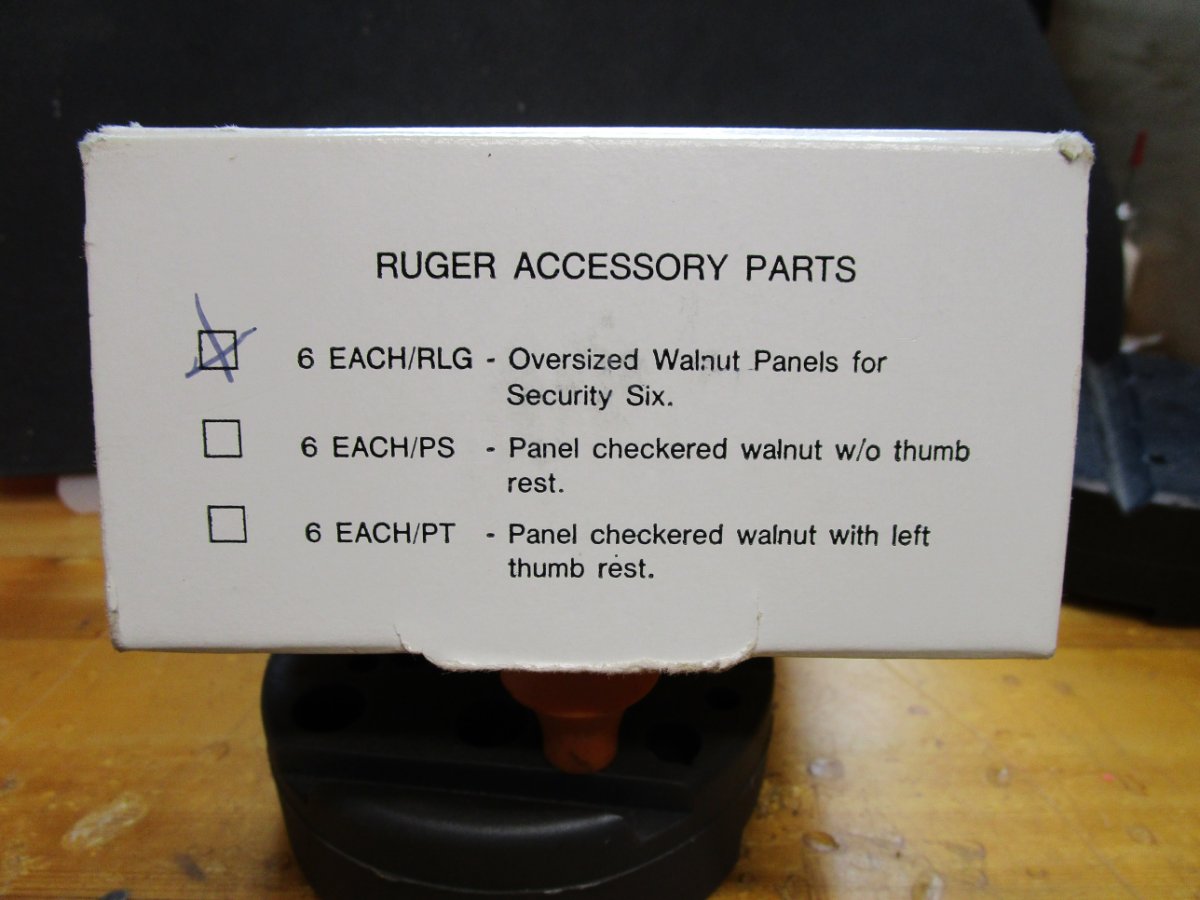 RUGER ACCESSORY PARTS
6 EACH/RLG - Oversized Walnut Panels for
Security Six.
6 EACH/PS - Panel checkered walnut w/o thumb
rest.
6 EACH/PT - Panel checkered walnut with left
thumb rest.